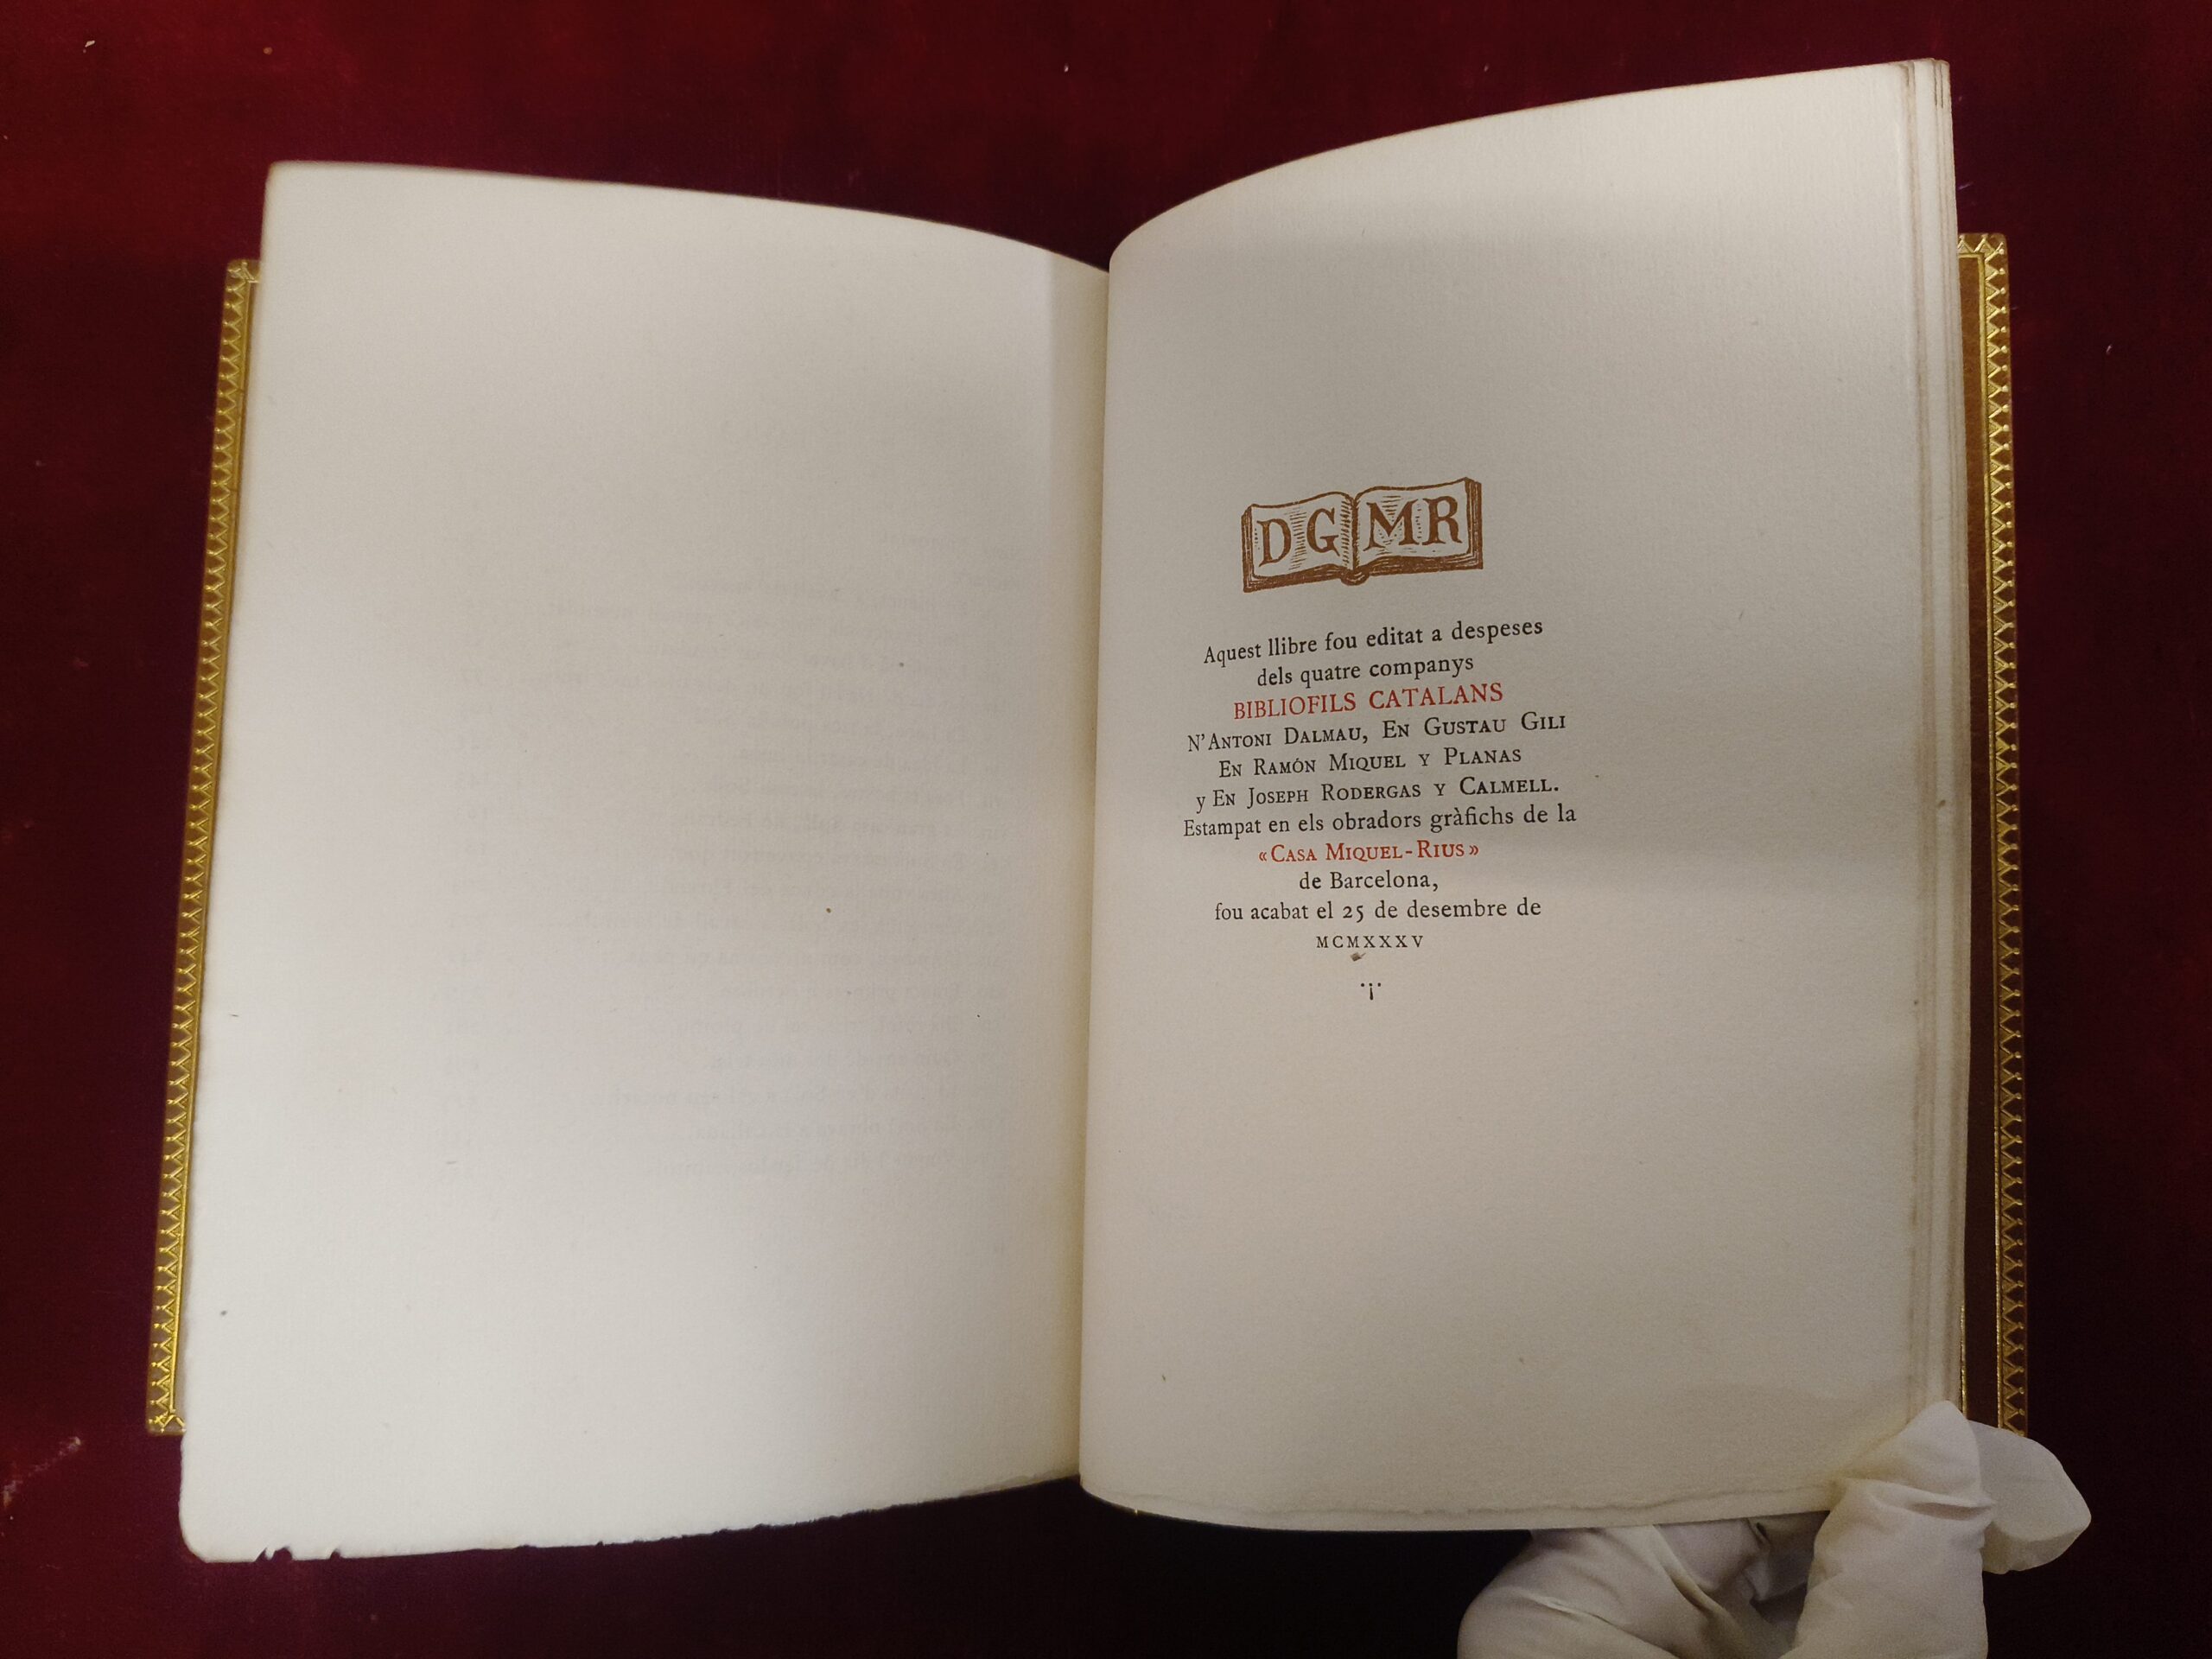 DG MR
Aquest llibre fou editat a despeses
dels quatre companys
BIBLIOFILS CATALANS
N'Antoni Dalmau, En Gustau Gili
En Ramón Miquel y Planas
y En Joseph Rodergas y Calmell.
Estampat en els obradors gràfichs de la
«Casa Miquel-Rius»
de Barcelona,
fou acabat el 25 de desembre de
MCMXXXV